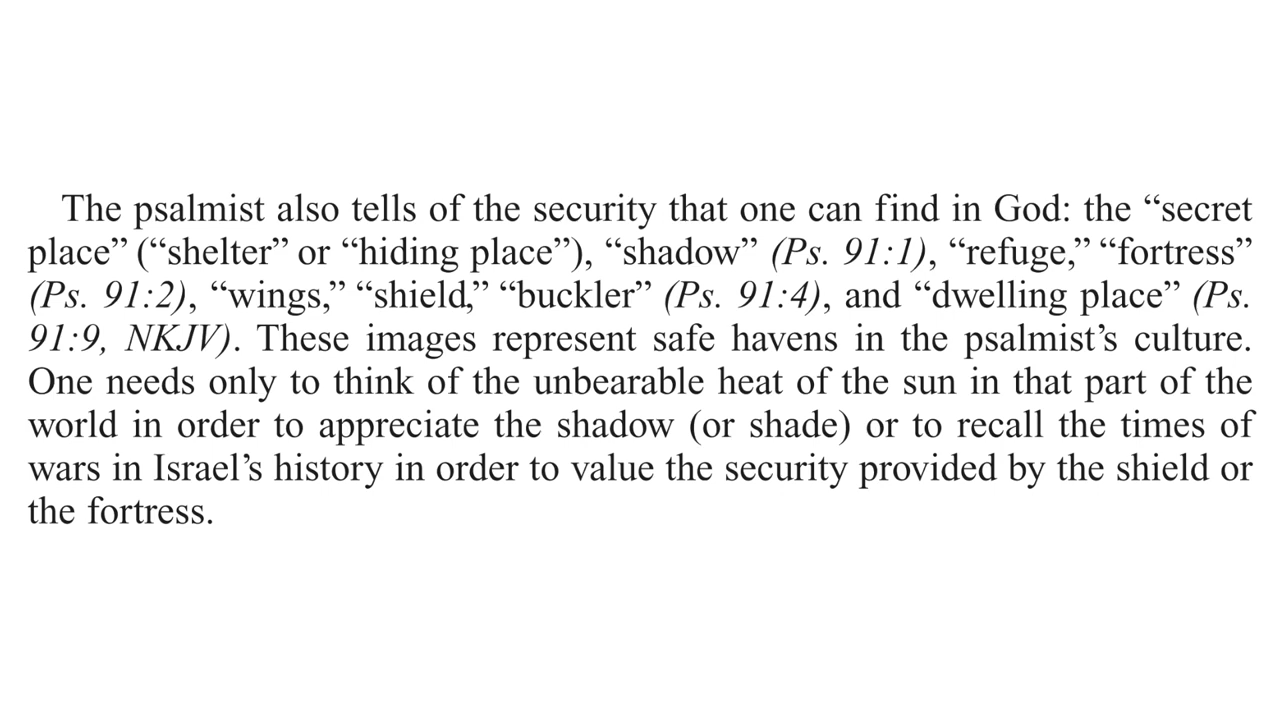 The psalmist also tells of the security that one can find in God: the “secret
place” (“shelter” or “hiding place”), “shadow” (Ps. 91:1), “refuge,” “fortress”
(Ps. 91:2), “wings,” “shield,” “buckler” (Ps. 91:4), and “dwelling place” (Ps.
91:9, NKJV). These images represent safe havens in the psalmist’s culture.
One needs only to think of the unbearable heat of the sun in that part of the
world in order to appreciate the shadow (or shade) or to recall the times of
wars in Israel’s history in order to value the security provided by the shield or
the fortress.